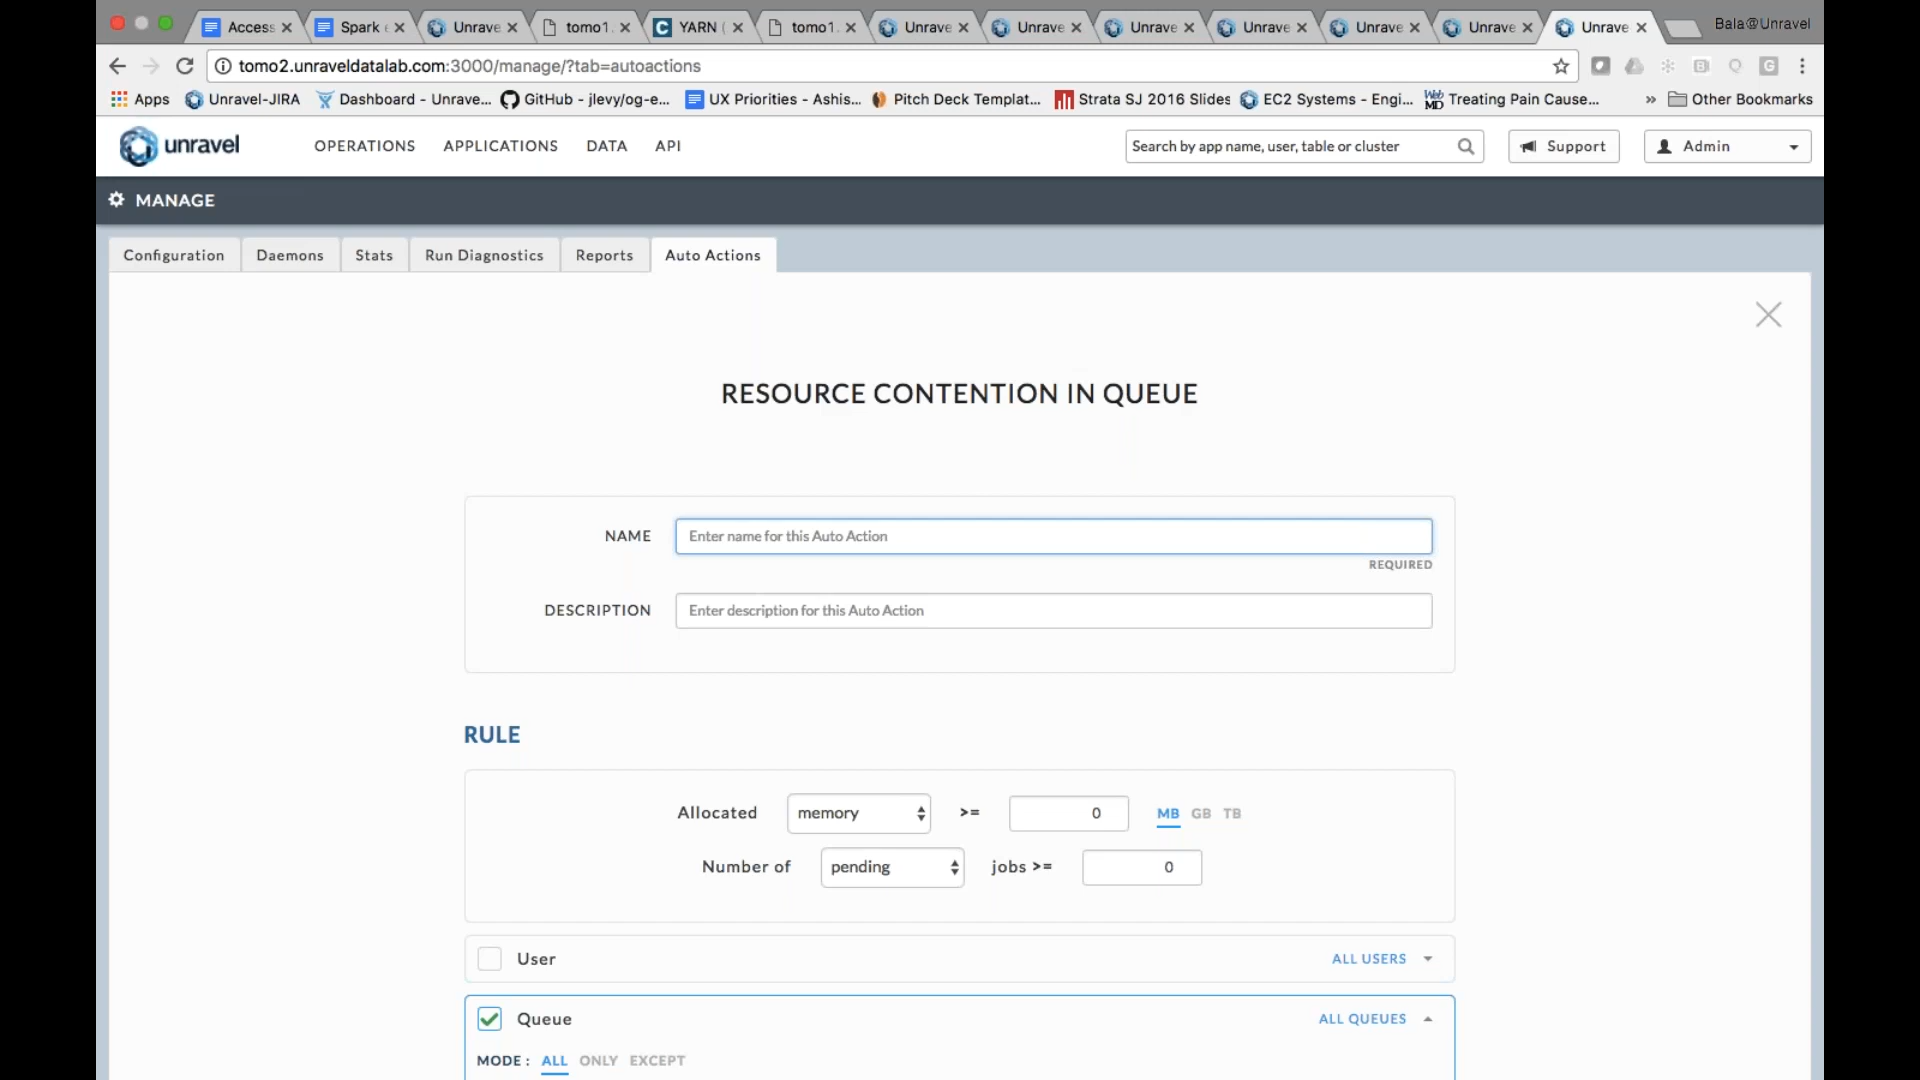 Access Spark e Unrave tomo1. YARN ( tomo1. Unrave Unrave Unrave Unrave Unrave Unrave Unrave Bala@Unravel
tomo2.unraveldatalab.com:3000/manage/?tab=autoactions
Apps Unravel-JIRA Dashboard - Unrave... GitHub - jlevy/og-e... UX Priorities - Ashis... Pitch Deck Templat... Strata SJ 2016 Slides EC2 Systems - Engi... Web MD Treating Pain Cause... » Other Bookmarks
unravel OPERATIONS APPLICATIONS DATA API Search by app name, user, table or cluster Support Admin
MANAGE
Configuration Daemons Stats Run Diagnostics Reports Auto Actions
RESOURCE CONTENTION IN QUEUE
NAME Enter name for this Auto Action
REQUIRED
DESCRIPTION Enter description for this Auto Action
RULE
Allocated memory >= 0 MB GB TB
Number of pending jobs >= 0
User ALL USERS
Queue ALL QUEUES
MODE : ALL ONLY EXCEPT